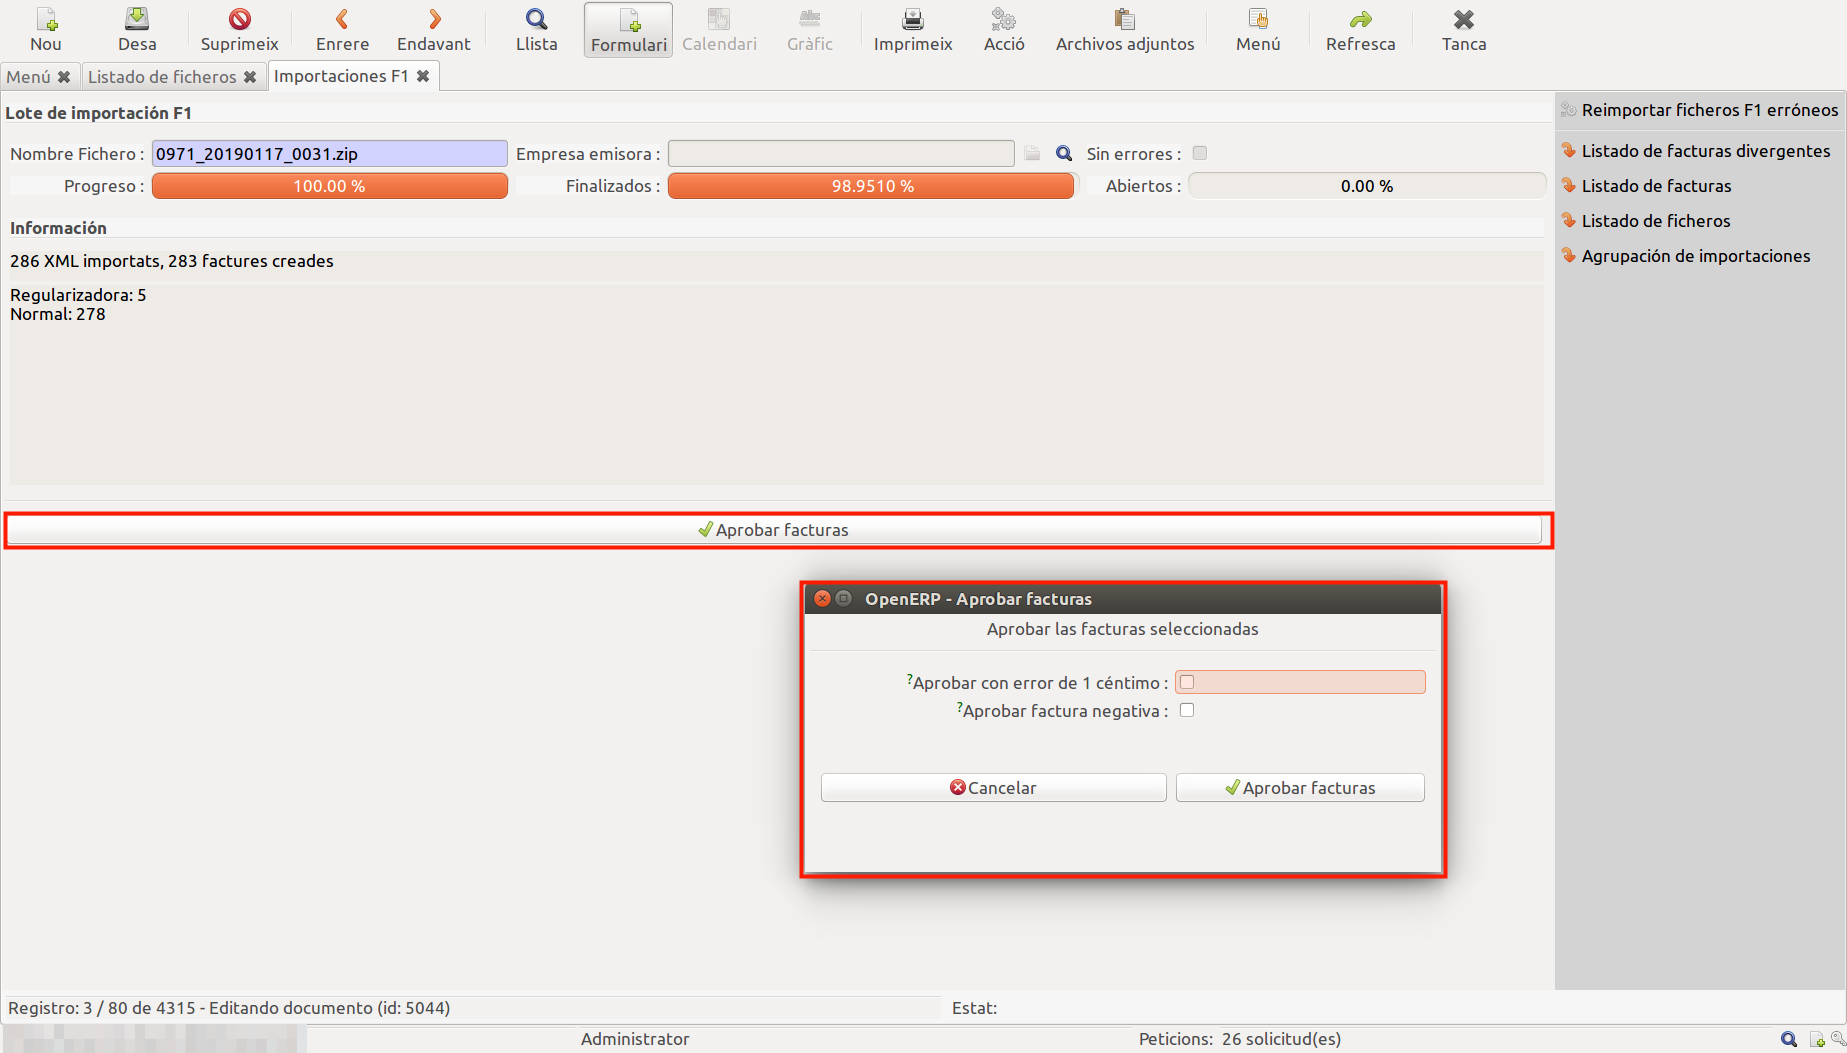 Nou Desa Suprimeix Enrere Endavant Llista Formulari Calendari Gràfic Imprimeix Acció Archivos adjuntos Menú Refresca Tanca
Menú Listado de ficheros Importaciones F1
Lote de importación F1
Nombre Fichero : 0971_20190117_0031.zip Empresa emisora : Sin errores :
Progreso : 100.00 % Finalizados : 98.9510 % Abiertos : 0.00 %
Información
286 XML importats, 283 factures creades
Regularizadora: 5
Normal: 278
Aprobar facturas
Reimportar ficheros F1 erróneos
Listado de facturas divergentes
Listado de facturas
Listado de ficheros
Agrupación de importaciones
OpenERP - Aprobar facturas
Aprobar las facturas seleccionadas
?Aprobar con error de 1 céntimo :
?Aprobar factura negativa :
Cancelar Aprobar facturas
Registro: 3 / 80 de 4315 - Editando documento (id: 5044) Estat:
Administrator Peticions: 26 solicitud(es)